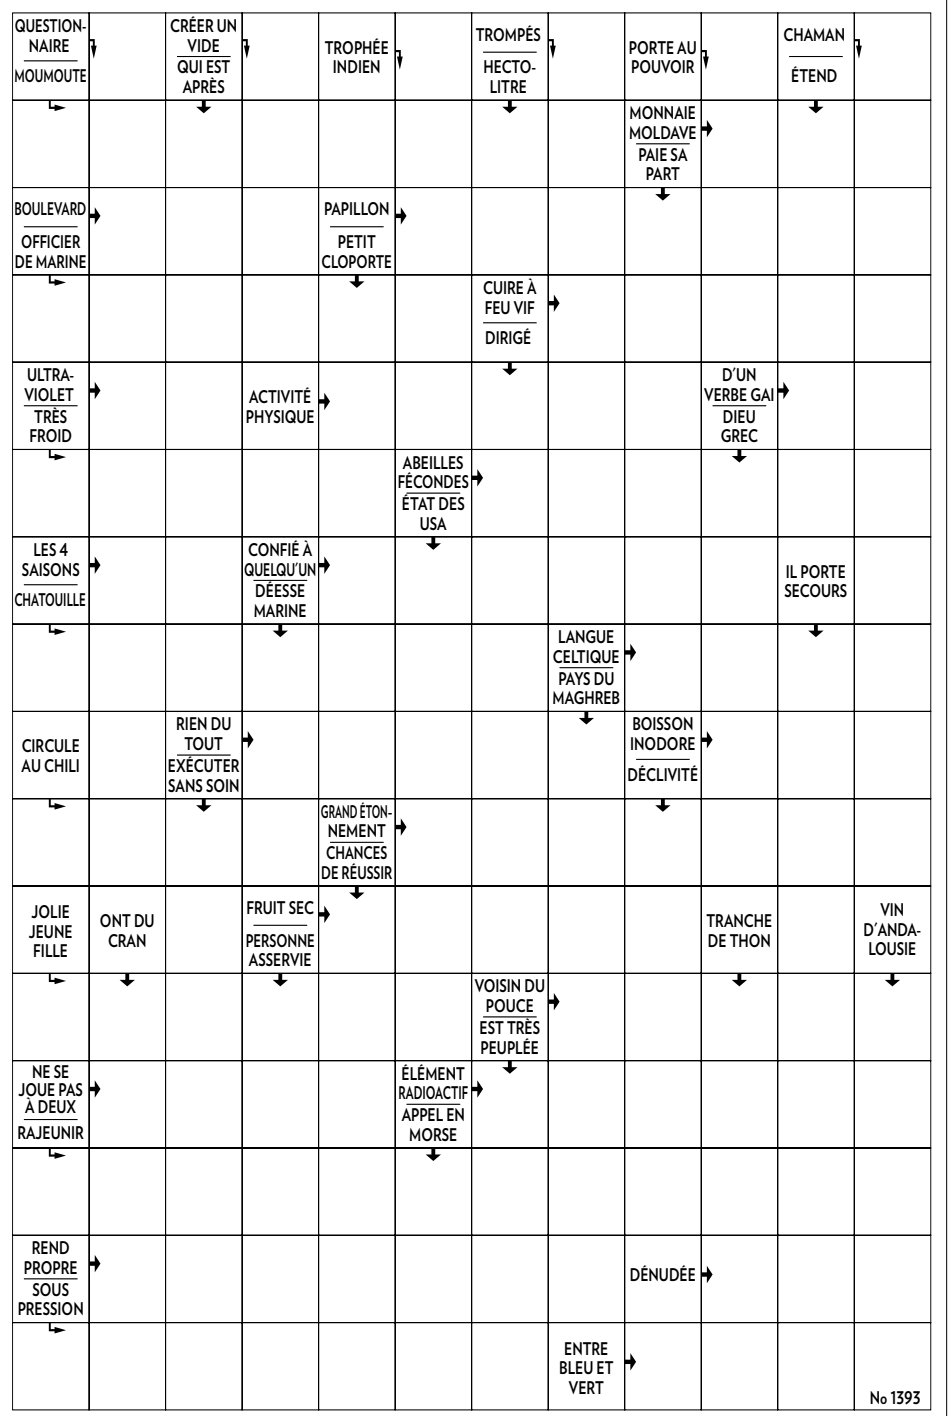 QUESTION-
NAIRE
MOUMOUTE
CRÉER UN
VIDE
QUI EST
APRÈS
TROPHÉE
INDIEN
TROMPÉS
HECTO-
LITRE
PORTE AU
POUVOIR
CHAMAN
ÉTEND
MONNAIE
MOLDAVE
PAIE SA
PART
BOULEVARD
OFFICIER
DE MARINE
PAPILLON
PETIT
CLOPORTE
CUIRE À
FEU VIF
DIRIGÉ
ULTRA-
VIOLET
TRÈS
FROID
ACTIVITÉ
PHYSIQUE
D'UN
VERBE GAI
DIEU
GREC
ABEILLES
FÉCONDES
ÉTAT DES
USA
LES 4
SAISONS
CHATOUILLE
CONFIÉ À
QUELQU'UN
DÉESSE
MARINE
IL PORTE
SECOURS
LANGUE
CELTIQUE
PAYS DU
MAGHREB
CIRCULE
AU CHILI
RIEN DU
TOUT
EXÉCUTER
SANS SOIN
BOISSON
INODORE
DÉCLIVITÉ
GRAND ÉTON-
NEMENT
CHANCES
DE RÉUSSIR
JOLIE
JEUNE
FILLE
ONT DU
CRAN
FRUIT SEC
PERSONNE
ASSERVIE
TRANCHE
DE THON
VIN
D'ANDA-
LOUSIE
VOISIN DU
POUCE
EST TRÈS
PEUPLÉE
NE SE
JOUE PAS
À DEUX
RAJEUNIR
ÉLÉMENT
RADIOACTIF
APPEL EN
MORSE
REND
PROPRE
SOUS
PRESSION
DÉNUDÉE
ENTRE
BLEU ET
VERT
No 1393